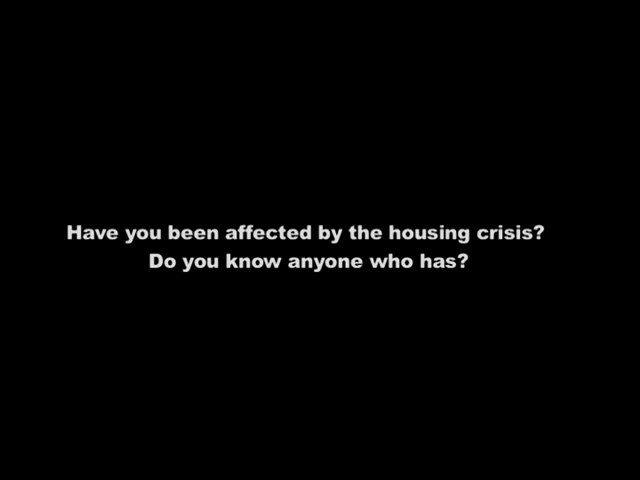 Have you been affected by the housing crisis?
Do you know anyone who has?